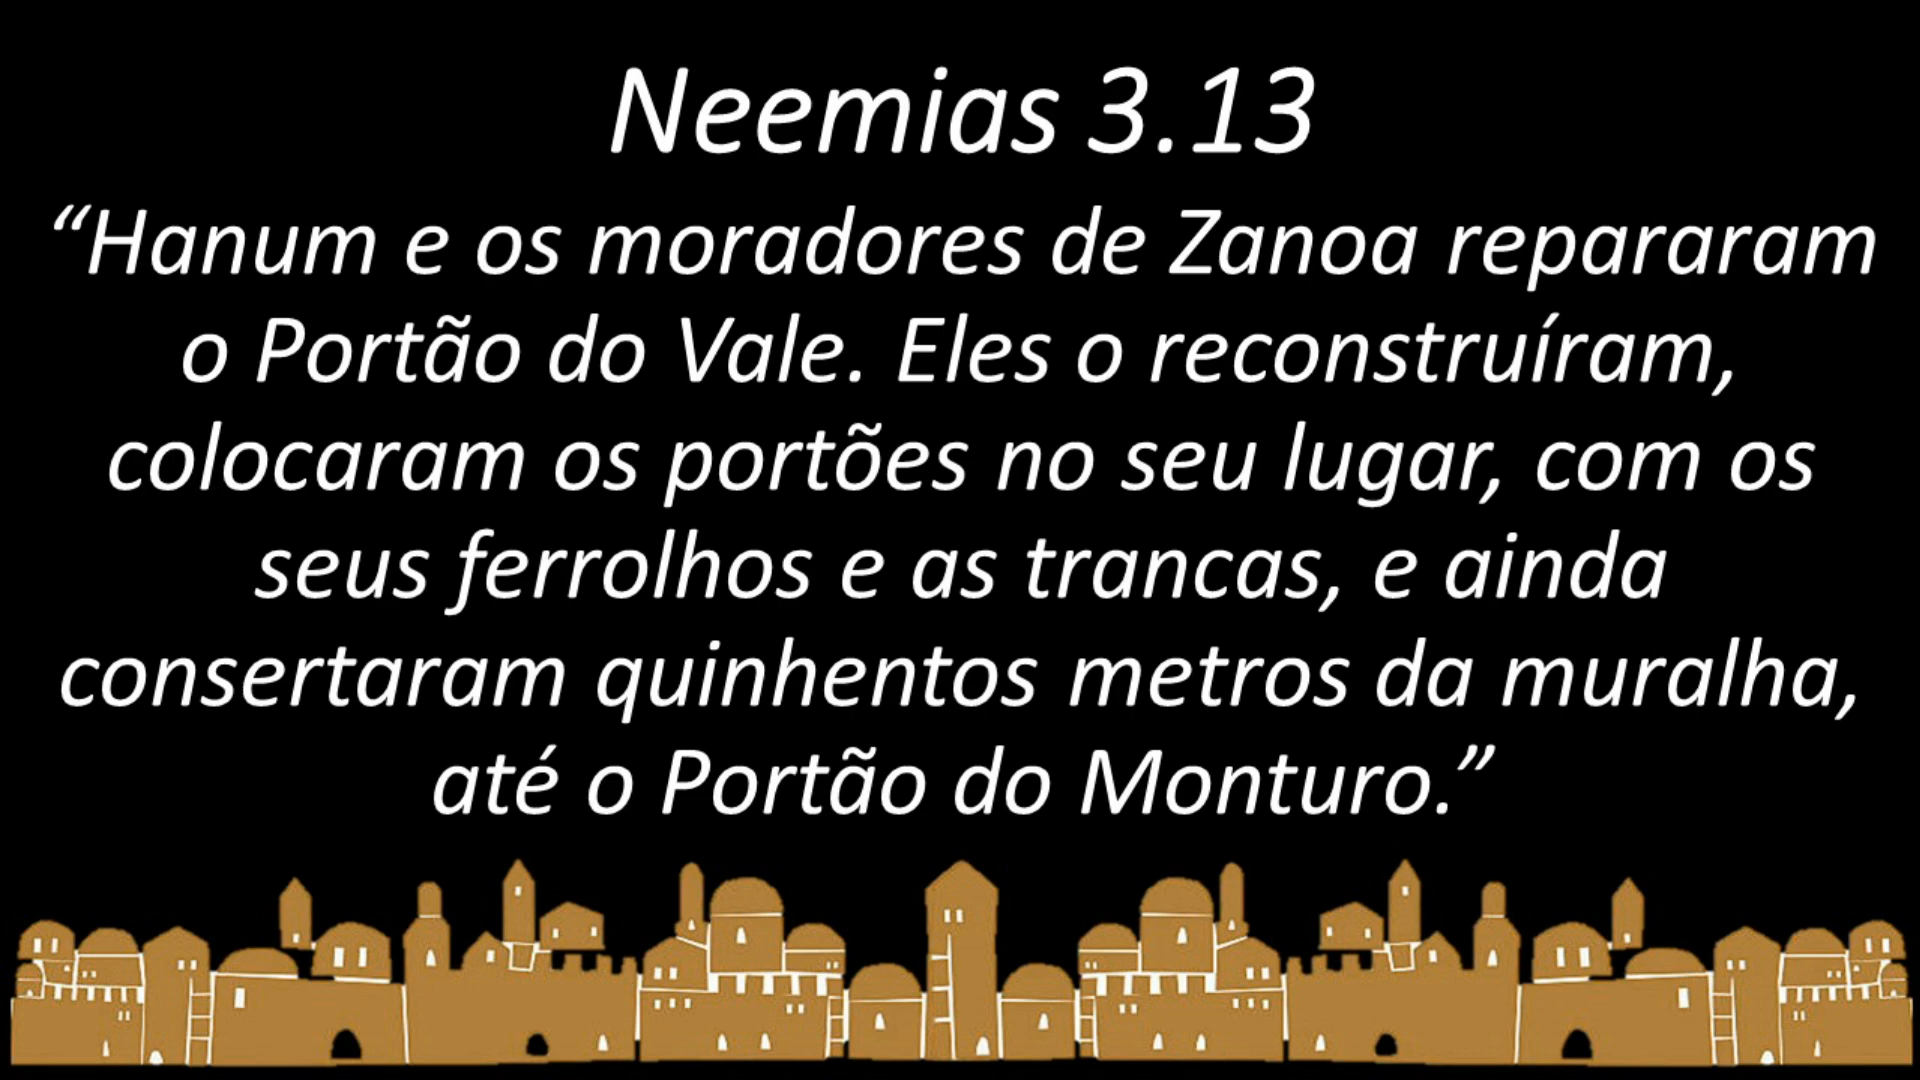 Neemias 3.13
“Hanum e os moradores de Zanoa repararam
o Portão do Vale. Eles o reconstruíram,
colocaram os portões no seu lugar, com os
seus ferrolhos e as trancas, e ainda
consertaram quinhentos metros da muralha,
até o Portão do Monturo.”